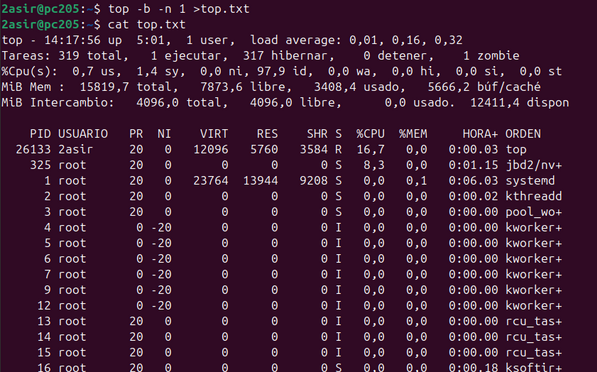 2asir@pc205:~$ top -b -n 1 >top.txt
2asir@pc205:~$ cat top.txt
top - 14:17:56 up  5:01,  1 user,  load average: 0,01, 0,16, 0,32
Tareas: 319 total,   1 ejecutar,  317 hibernar,    0 detener,    1 zombie
%Cpu(s):  0,7 us,  1,4 sy,  0,0 ni, 97,9 id,  0,0 wa,  0,0 hi,  0,0 si,  0,0 st
MiB Mem :  15819,7 total,   7873,6 libre,   3408,4 usado,   5666,2 búf/caché
MiB Intercambio:   4096,0 total,   4096,0 libre,      0,0 usado.  12411,4 dispon
PID USUARIO   PR  NI    VIRT    RES    SHR S  %CPU  %MEM     HORA+ ORDEN
26133 2asir     20   0   12096   5760   3584 R  16,7   0,0   0:00.03 top
325 root      20   0       0      0      0 S   8,3   0,0   0:01.15 jbd2/nv+
1 root      20   0   23764  13944   9208 S   0,0   0,1   0:06.03 systemd
2 root      20   0       0      0      0 S   0,0   0,0   0:00.02 kthreadd
3 root      20   0       0      0      0 S   0,0   0,0   0:00.00 pool_wo+
4 root       0 -20       0      0      0 I   0,0   0,0   0:00.00 kworker+
5 root       0 -20       0      0      0 I   0,0   0,0   0:00.00 kworker+
6 root       0 -20       0      0      0 I   0,0   0,0   0:00.00 kworker+
7 root       0 -20       0      0      0 I   0,0   0,0   0:00.00 kworker+
9 root       0 -20       0      0      0 I   0,0   0,0   0:00.00 kworker+
12 root       0 -20       0      0      0 I   0,0   0,0   0:00.00 kworker+
13 root      20   0       0      0      0 I   0,0   0,0   0:00.00 rcu_tas+
14 root      20   0       0      0      0 I   0,0   0,0   0:00.00 rcu_tas+
15 root      20   0       0      0      0 I   0,0   0,0   0:00.00 rcu_tas+
16 root      20   0       0      0      0 S   0,0   0,0   0:00.18 ksoftir+